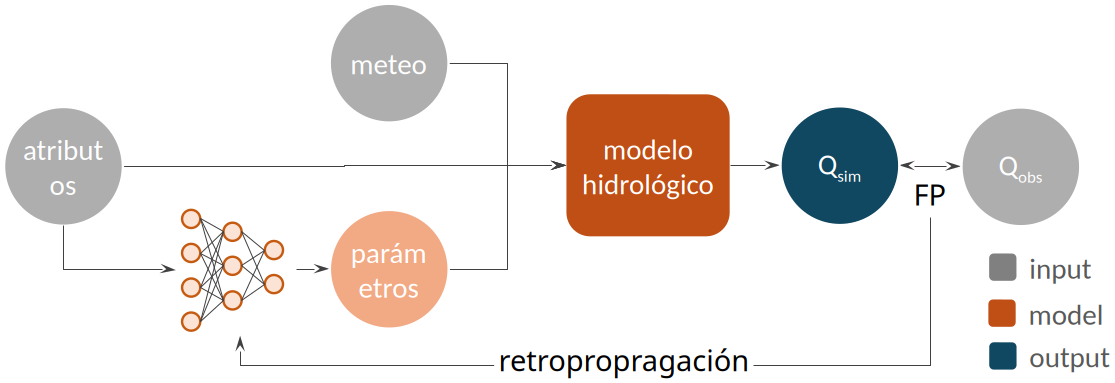 meteo
atribut
os
modelo
hidrológico
Qsim
Qobs
FP
parám
etros
input
model
output
retropropragación